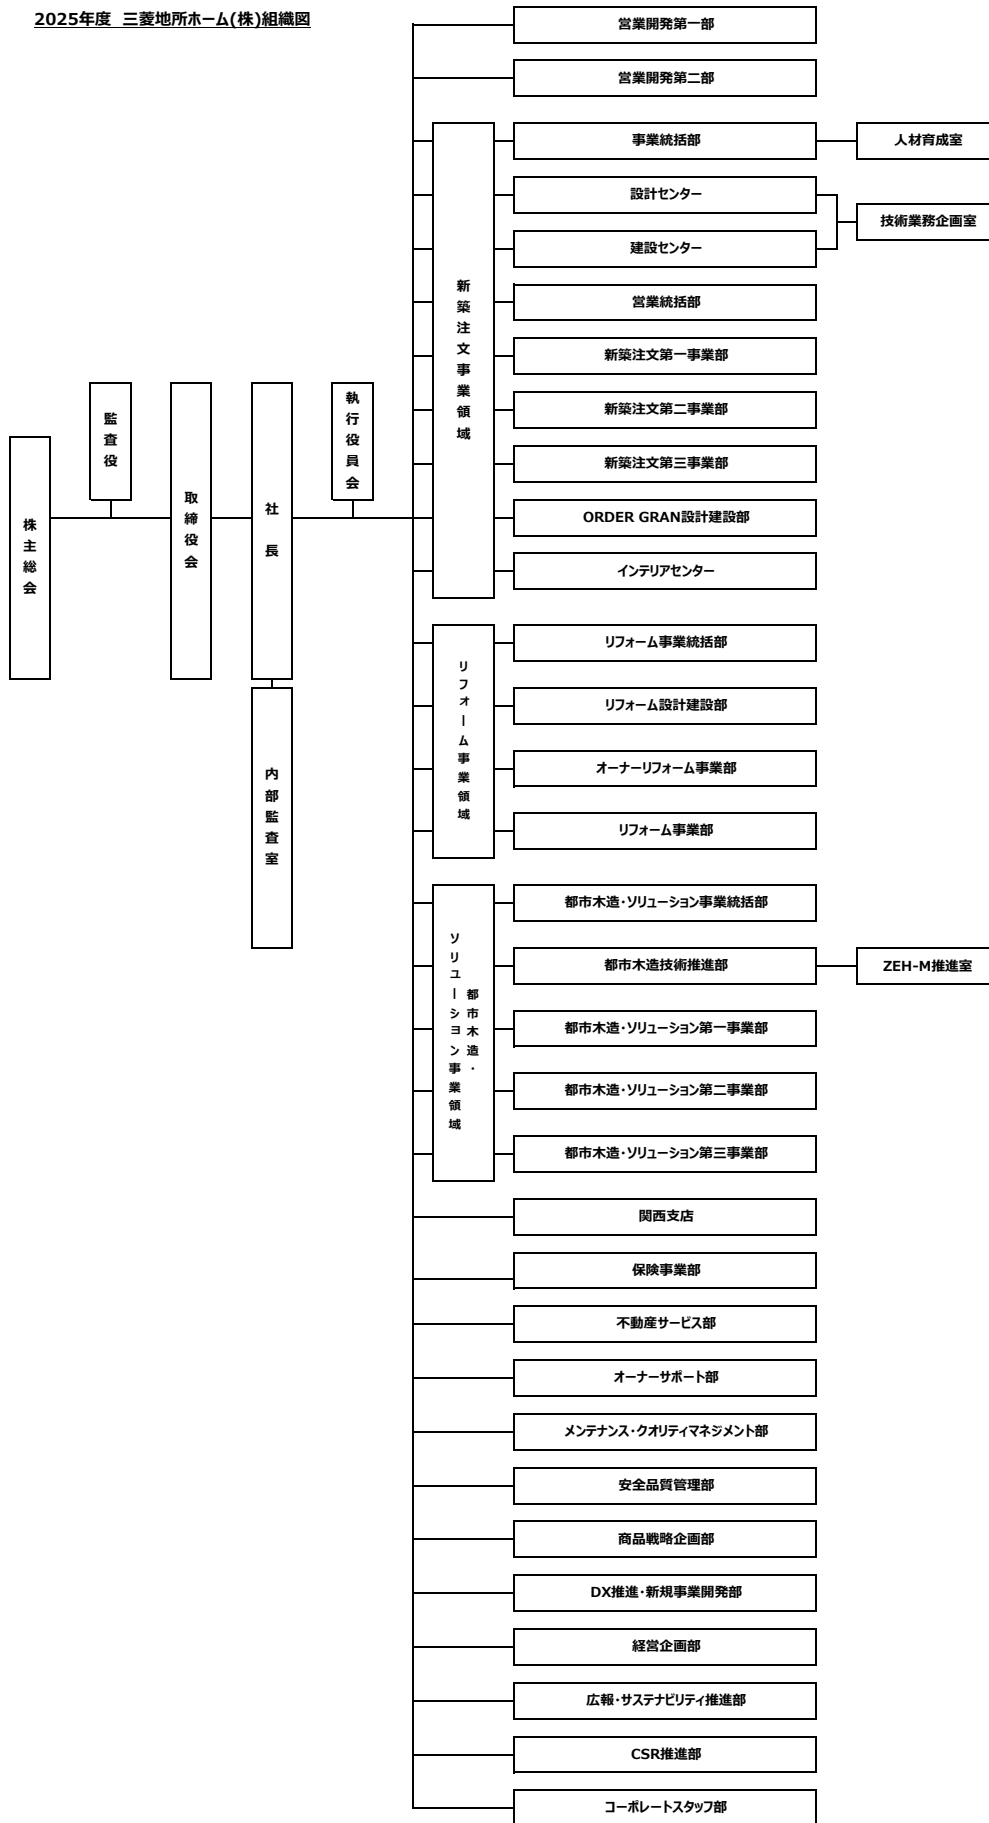 2025年度 三菱地所ホーム(株)組織図
株主総会
監査役
取締役会
社長
内部監査室
執行役員会
営業開発第一部
営業開発第二部
新築注文事業領域
事業統括部
人材育成室
設計センター
技術業務企画室
建設センター
営業統括部
新築注文第一事業部
新築注文第二事業部
新築注文第三事業部
ORDER GRAN設計建設部
インテリアセンター
リフォーム事業領域
リフォーム事業統括部
リフォーム設計建設部
オーナーリフォーム事業部
リフォーム事業部
都市木造・
ソリューション事業領域
都市木造・ソリューション事業統括部
都市木造技術推進部
ZEH-M推進室
都市木造・ソリューション第一事業部
都市木造・ソリューション第二事業部
都市木造・ソリューション第三事業部
関西支店
保険事業部
不動産サービス部
オーナーサポート部
メンテナンス・クオリティマネジメント部
安全品質管理部
商品戦略企画部
DX推進・新規事業開発部
経営企画部
広報・サステナビリティ推進部
CSR推進部
コーポレートスタッフ部